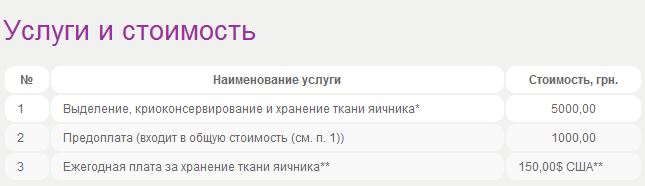 Услуги и стоимость
№ Наименование услуги Стоимость, грн.
1 Выделение, криоконсервирование и хранение ткани яичника* 5000,00
2 Предоплата (входит в общую стоимость (см. п. 1)) 1000,00
3 Ежегодная плата за хранение ткани яичника** 150,00$ США**